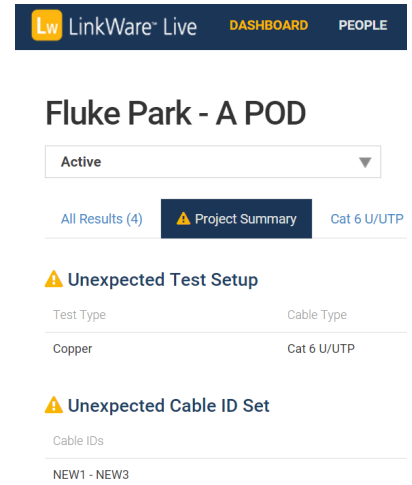 Lw LinkWare™ Live DASHBOARD PEOPLE
Fluke Park - A POD
Active
All Results (4) Project Summary Cat 6 U/UTP
Unexpected Test Setup
Test Type Cable Type
Copper Cat 6 U/UTP
Unexpected Cable ID Set
Cable IDs
NEW1 - NEW3